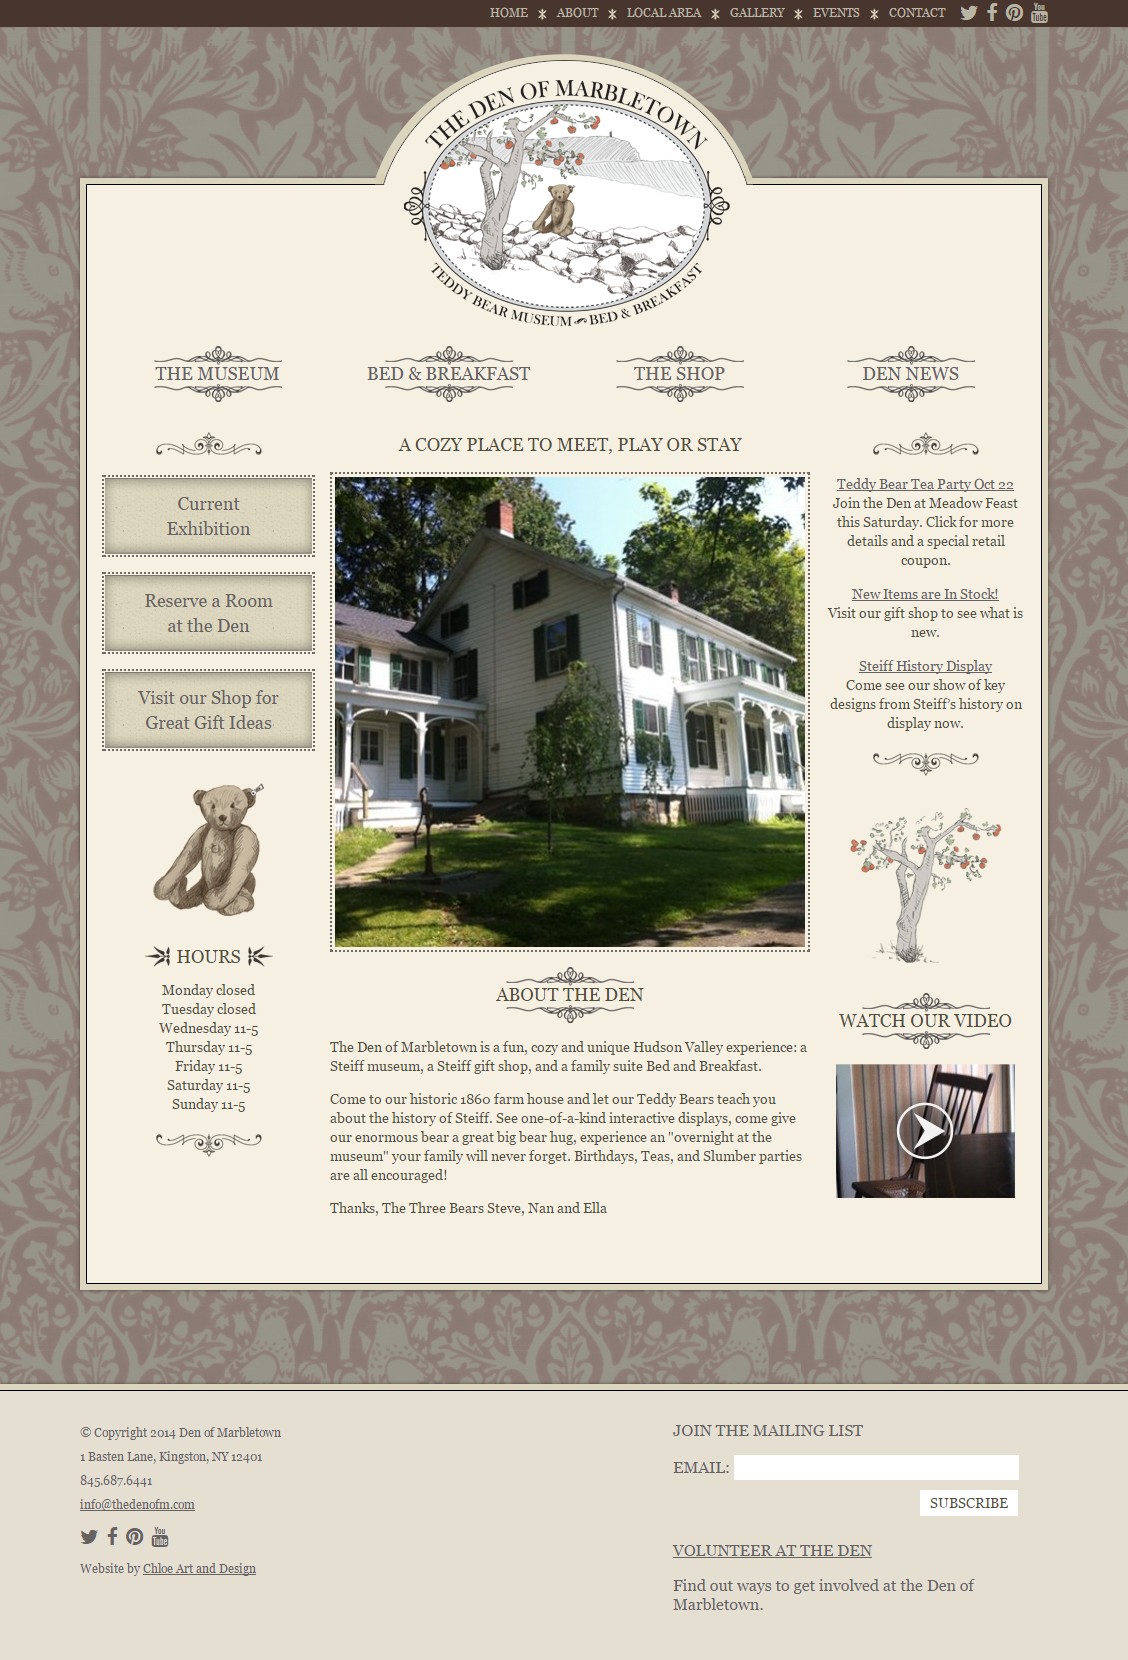 HOME
ABOUT
LOCAL AREA
GALLERY
EVENTS
CONTACT
You
Tube
THE DEN OF MARBLETOWN
TEDDY BEAR MUSEUM
BED & BREAKFAST
THE MUSEUM
BED & BREAKFAST
THE SHOP
DEN NEWS
Current
Exhibition
Reserve a Room
at the Den
Visit our Shop for
Great Gift Ideas
HOURS
Monday closed
Tuesday closed
Wednesday 11-5
Thursday 11-5
Friday 11-5
Saturday 11-5
Sunday 11-5
A COZY PLACE TO MEET, PLAY OR STAY
ABOUT THE DEN
The Den of Marbletown is a fun, cozy and unique Hudson Valley experience: a
Steiff museum, a Steiff gift shop, and a family suite Bed and Breakfast.
Come to our historic 1860 farm house and let our Teddy Bears teach you
about the history of Steiff. See one-of-a-kind interactive displays, come give
our enormous bear a great big bear hug, experience an "overnight at the
museum" your family will never forget. Birthdays, Teas, and Slumber parties
are all encouraged!
Thanks, The Three Bears Steve, Nan and Ella
Teddy Bear Tea Party Oct 22
Join the Den at Meadow Feast
this Saturday. Click for more
details and a special retail
coupon.
New Items are In Stock!
Visit our gift shop to see what is
new.
Steiff History Display
Come see our show of key
designs from Steiff's history on
display now.
WATCH OUR VIDEO
© Copyright 2014 Den of Marbletown
1 Basten Lane, Kingston, NY 12401
845.687.6441
info@thedenofm.com
You
Tube
Website by Chloe Art and Design
JOIN THE MAILING LIST
EMAIL:
SUBSCRIBE
VOLUNTEER AT THE DEN
Find out ways to get involved at the Den of
Marbletown.